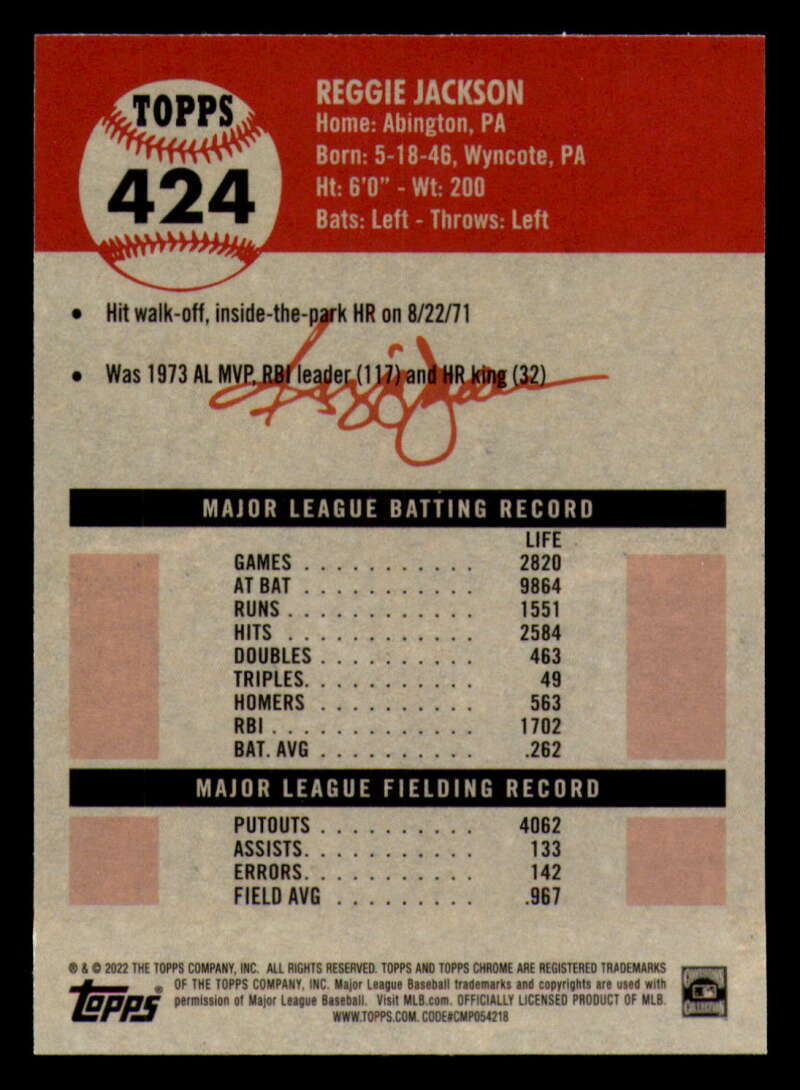 TOPPS
424
REGGIE JACKSON
Home: Abington, PA
Born: 5-18-46, Wyncote, PA
Ht: 6'0" - Wt: 200
Bats: Left - Throws: Left
• Hit walk-off, inside-the-park HR on 8/22/71
• Was 1973 AL MVP, RBI leader (117) and HR king (32)
Reggie Jackson
MAJOR LEAGUE BATTING RECORD
LIFE
GAMES . . . . . . . . . . . 2820
AT BAT . . . . . . . . . . . 9864
RUNS . . . . . . . . . . . . 1551
HITS . . . . . . . . . . . . 2584
DOUBLES . . . . . . . . . . 463
TRIPLES. . . . . . . . . . . 49
HOMERS . . . . . . . . . . 563
RBI . . . . . . . . . . . . . 1702
BAT. AVG . . . . . . . . . . .262
MAJOR LEAGUE FIELDING RECORD
PUTOUTS . . . . . . . . . . 4062
ASSISTS. . . . . . . . . . . 133
ERRORS. . . . . . . . . . . 142
FIELD AVG . . . . . . . . . .967
® & © 2022 THE TOPPS COMPANY, INC. ALL RIGHTS RESERVED. TOPPS AND TOPPS CHROME ARE REGISTERED TRADEMARKS
OF THE TOPPS COMPANY, INC. Major League Baseball trademarks and copyrights are used with
permission of Major League Baseball. Visit MLB.com. OFFICIALLY LICENSED PRODUCT OF MLB.
WWW.TOPPS.COM. CODE#CMP054218
Topps®
COOPERSTOWN
COLLECTION